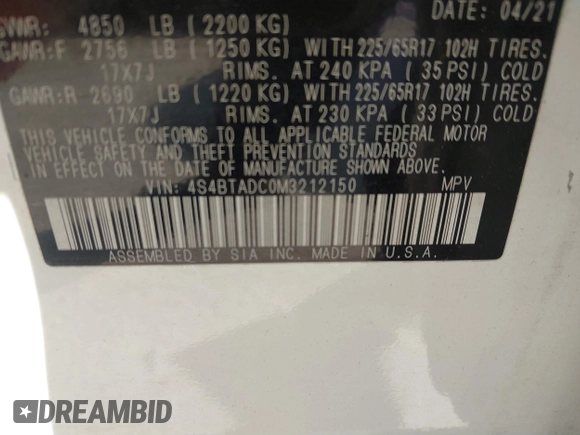 DATE: 04/21
GVWR: 4850 LB (2200 KG)
GAWR:F 2756 LB (1250 KG) WITH 225/65R17 102H TIRES.
17X7J RIMS. AT 240 KPA (35 PSI) COLD
GAWR:R 2690 LB (1220 KG) WITH 225/65R17 102H TIRES.
17X7J RIMS. AT 230 KPA (33 PSI) COLD
THIS VEHICLE CONFORMS TO ALL APPLICABLE FEDERAL MOTOR
VEHICLE SAFETY AND THEFT PREVENTION STANDARDS
IN EFFECT ON THE DATE OF MANUFACTURE SHOWN ABOVE.
VIN: 4S4BTADC0M3212150 MPV
ASSEMBLED BY SIA INC. MADE IN U.S.A.
DREAMBID